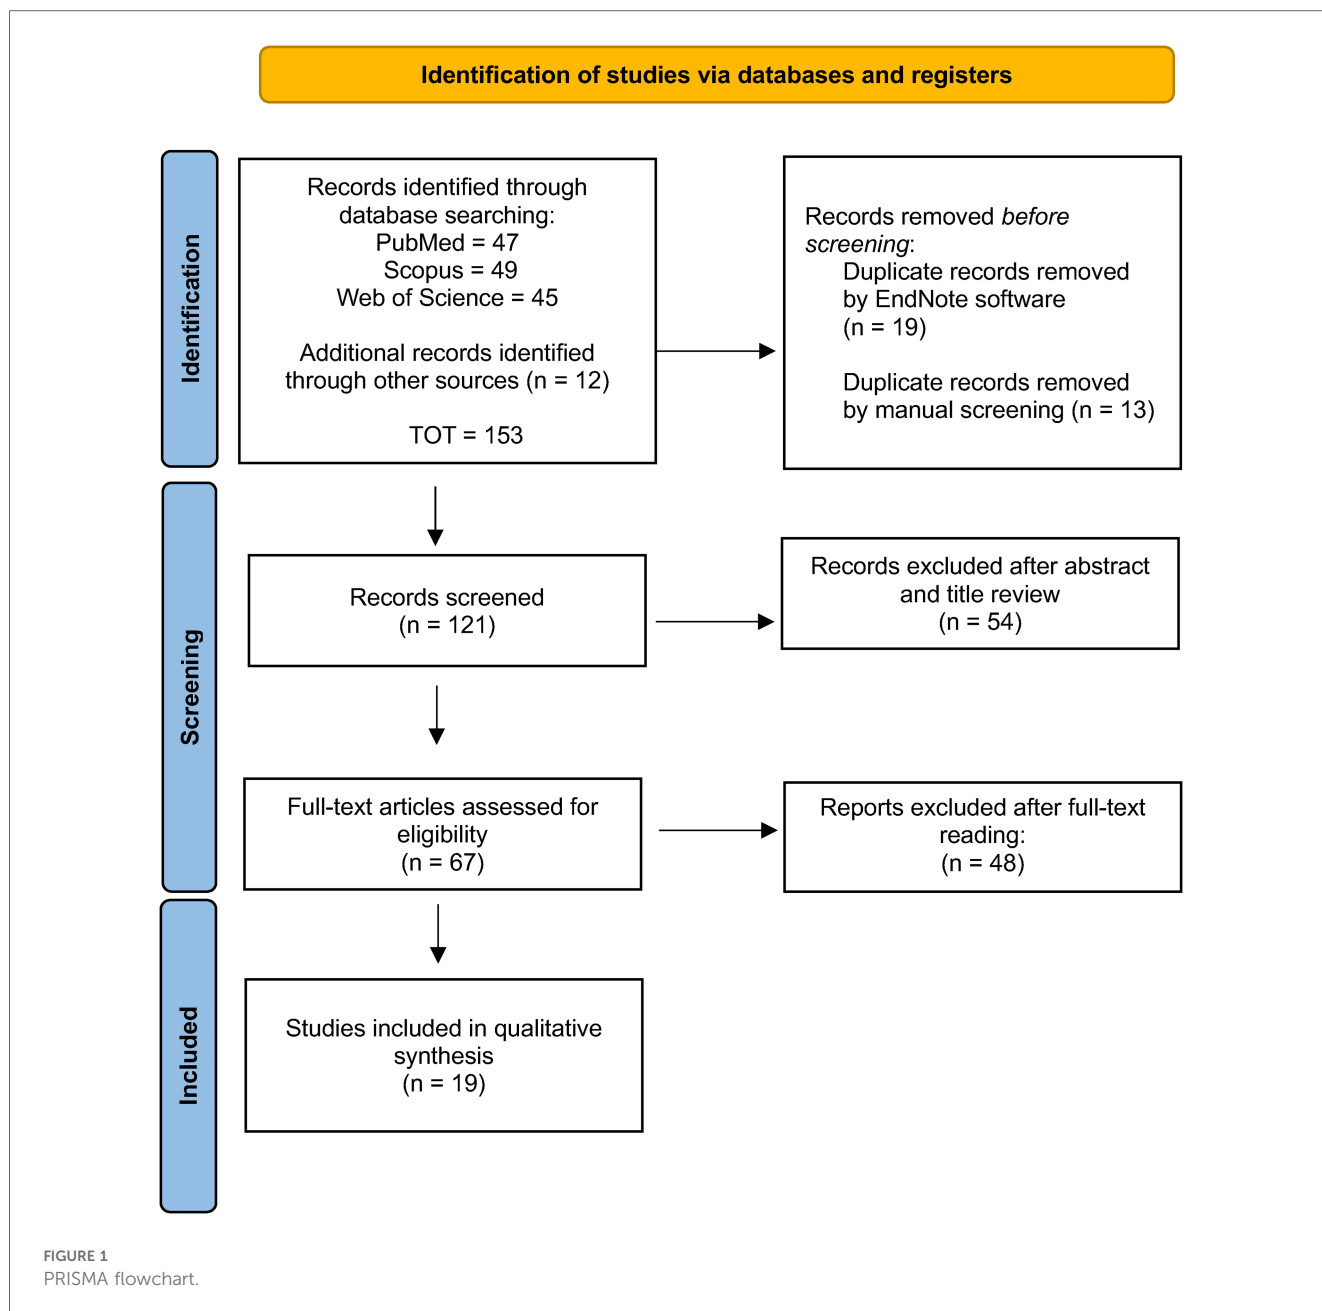 Identification of studies via databases and registers
Identification
Records identified through
database searching:
PubMed = 47
Scopus = 49
Web of Science = 45
Additional records identified
through other sources (n = 12)
TOT = 153
Records removed before
screening:
Duplicate records removed
by EndNote software
(n = 19)
Duplicate records removed
by manual screening (n = 13)
Screening
Records screened
(n = 121)
Records excluded after abstract
and title review
(n = 54)
Full-text articles assessed for
eligibility
(n = 67)
Reports excluded after full-text
reading:
(n = 48)
Included
Studies included in qualitative
synthesis
(n = 19)
FIGURE 1
PRISMA flowchart.